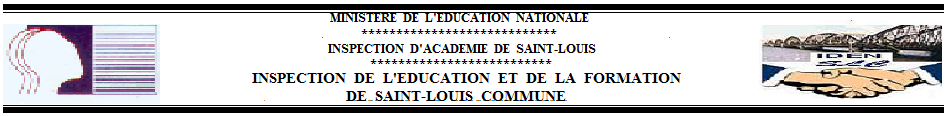 MINISTERE DE L'EDUCATION NATIONALE
****************************
INSPECTION D'ACADEMIE DE SAINT-LOUIS
**************************
INSPECTION DE L'EDUCATION ET DE LA FORMATION
DE SAINT-LOUIS COMMUNE
IDEN